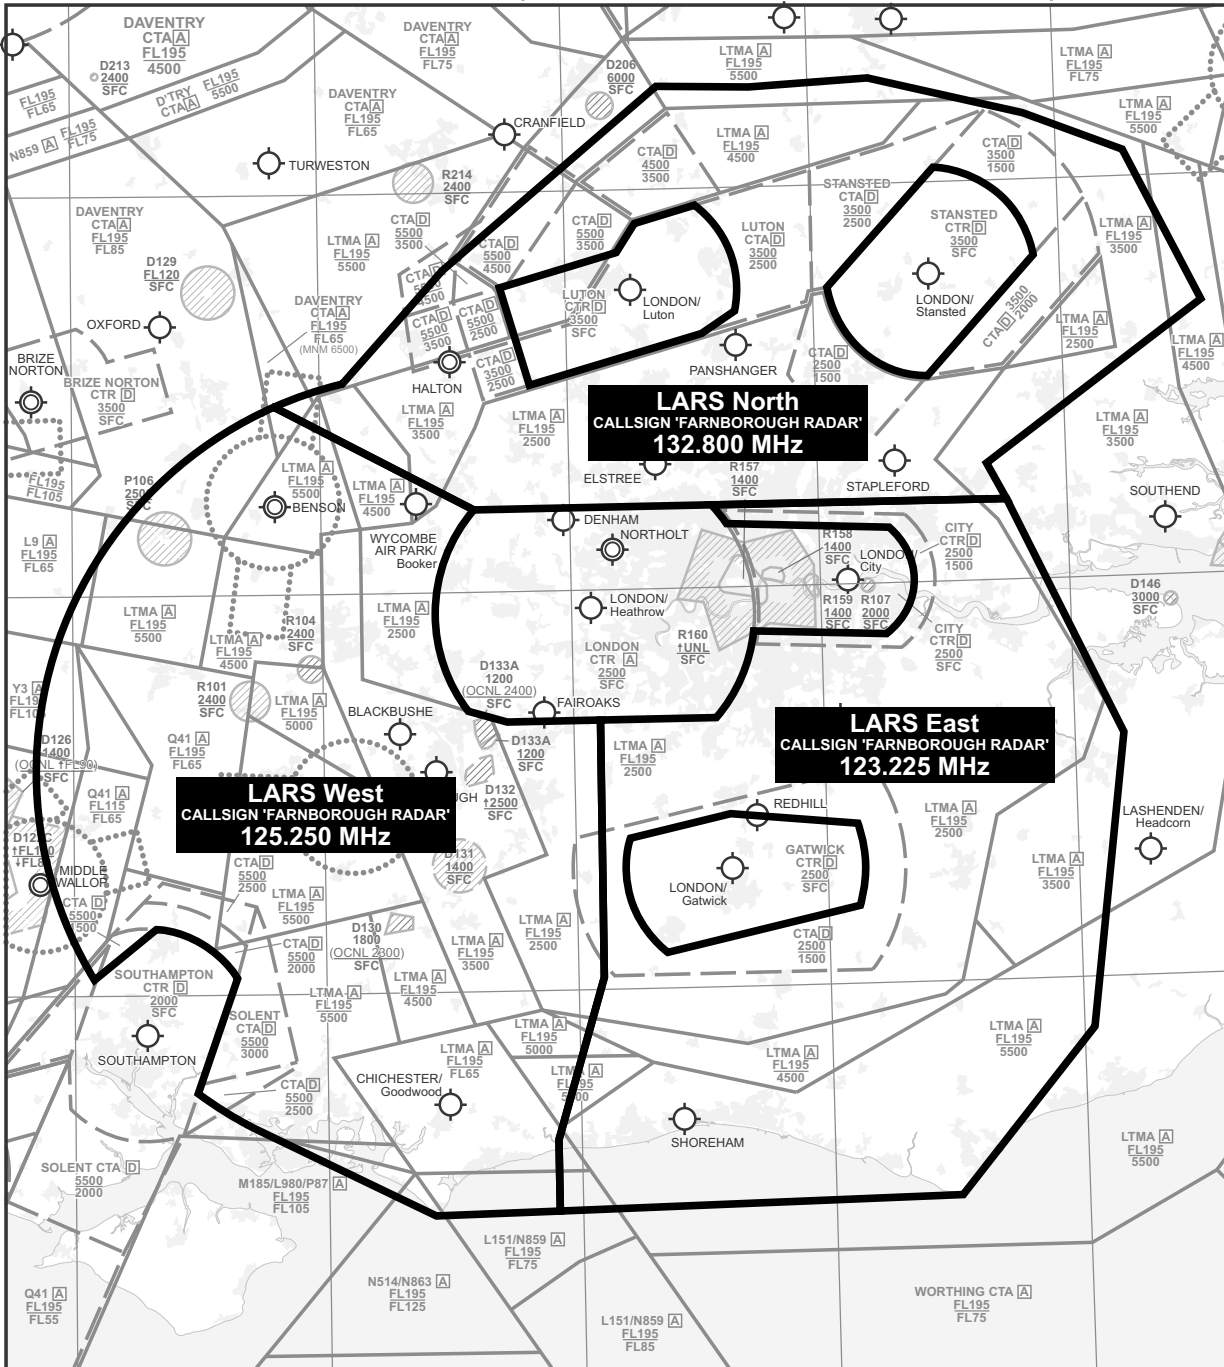 DAVENTRY
CTA A
FL195
4500
DAVENTRY
CTA A
FL195
FL75
LTMA A
FL195
5500
LTMA A
FL195
FL75
D213
2400
SFC
D206
6000
SFC
FL195
FL65
D'TRY
CTA A
FL195
5500
N859 A
FL195
FL75
DAVENTRY
CTA A
FL195
FL65
LTMA A
FL195
5500
CRANFIELD
TURWESTON
LTMA A
FL195
4500
CTA D
4500
3500
CTA D
3500
1500
R214
2400
SFC
STANSTED
CTA D
3500
2500
DAVENTRY
CTA A
FL195
FL85
CTA D
5500
3500
CTA D
5500
3500
LUTON
CTA D
3500
2500
STANSTED
CTR D
3500
SFC
LTMA A
FL195
3500
LTMA A
FL195
5500
CTA D
5500
4500
D129
FL120
SFC
CTA D
5500
4500
LUTON
CTR D
3500
SFC
LONDON/
Luton
LONDON/
Stansted
CTA D
3500
2000
DAVENTRY
CTA A
FL195
FL65
(MNM 6500)
CTA D
5500
3500
CTA D
5500
2500
LTMA A
FL195
2500
LTMA A
FL195
4500
OXFORD
BRIZE
NORTON
BRIZE NORTON
CTR D
3500
SFC
HALTON
CTA D
3500
2500
PANSHANGER
CTA D
2500
1500
LARS North
CALLSIGN 'FARNBOROUGH RADAR'
132.800 MHz
LTMA A
FL195
3500
LTMA A
FL195
2500
LTMA A
FL195
3500
FL195
FL105
P106
2500
SFC
LTMA A
FL195
5500
LTMA A
FL195
4500
ELSTREE
R157
1400
SFC
STAPLEFORD
SOUTHEND
BENSON
WYCOMBE
AIR PARK/
Booker
DENHAM
NORTHOLT
R158
1400
SFC
LONDON/
City
CITY
CTR D
2500
1500
L9 A
FL195
FL65
LTMA A
FL195
5500
LTMA A
FL195
2500
LONDON/
Heathrow
R159
1400
SFC
R107
2000
SFC
D146
3000
SFC
R104
2400
SFC
LTMA A
FL195
4500
LONDON
CTR A
2500
SFC
R160
↑UNL
SFC
CITY
CTR D
2500
SFC
D133A
1200
(OCNL 2400)
SFC
R101
2400
SFC
LTMA A
FL195
5000
BLACKBUSHE
FAIROAKS
Y3 A
LARS East
CALLSIGN 'FARNBOROUGH RADAR'
123.225 MHz
D126
1400
(OCNL ↑FL90)
SFC
Q41 A
FL195
FL65
D133A
1200
SFC
LTMA A
FL195
2500
Q41 A
FL115
FL65
LARS West
CALLSIGN 'FARNBOROUGH RADAR'
125.250 MHz
UGH
D132
↑2500
SFC
REDHILL
LTMA A
FL195
2500
LASHENDEN/
Headcorn
MIDDLE
WALLOP
CTA D
5500
2500
D131
1400
SFC
GATWICK
CTR D
2500
SFC
LONDON/
Gatwick
LTMA A
FL195
3500
CTA D
5500
LTMA A
FL195
5500
D130
1800
(OCNL 2300)
SFC
LTMA A
FL195
2500
CTA D
2500
1500
CTA D
5500
2000
LTMA A
FL195
3500
SOUTHAMPTON
CTR D
2000
SFC
LTMA A
FL195
4500
LTMA A
FL195
5500
SOLENT
CTA D
5500
3000
SOUTHAMPTON
LTMA A
FL195
5000
LTMA A
FL195
FL65
LTMA A
FL195
4500
LTMA A
FL195
5500
CHICHESTER/
Goodwood
CTA D
5500
2500
LTMA A
FL195
SHOREHAM
SOLENT CTA D
5500
2000
M185/L980/P87 A
FL195
FL105
LTMA A
FL195
5500
L151/N859 A
FL195
FL75
Q41 A
FL195
FL55
N514/N863 A
FL195
FL125
WORTHING CTA A
FL195
FL75
L151/N859 A
FL195
FL85